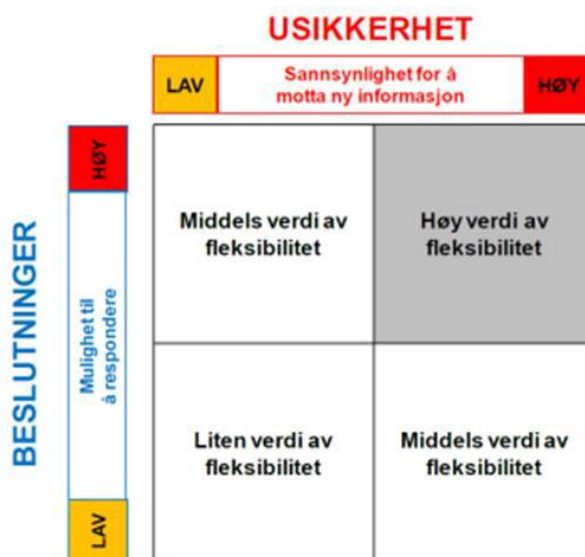 USIKKERHET
LAV
Sannsynlighet for å
motta ny informasjon
HØY
BESLUTNINGER
HØY
Mulighet til
å respondere
LAV
Middels verdi av
fleksibilitet
Høy verdi av
fleksibilitet
Liten verdi av
fleksibilitet
Middels verdi av
fleksibilitet